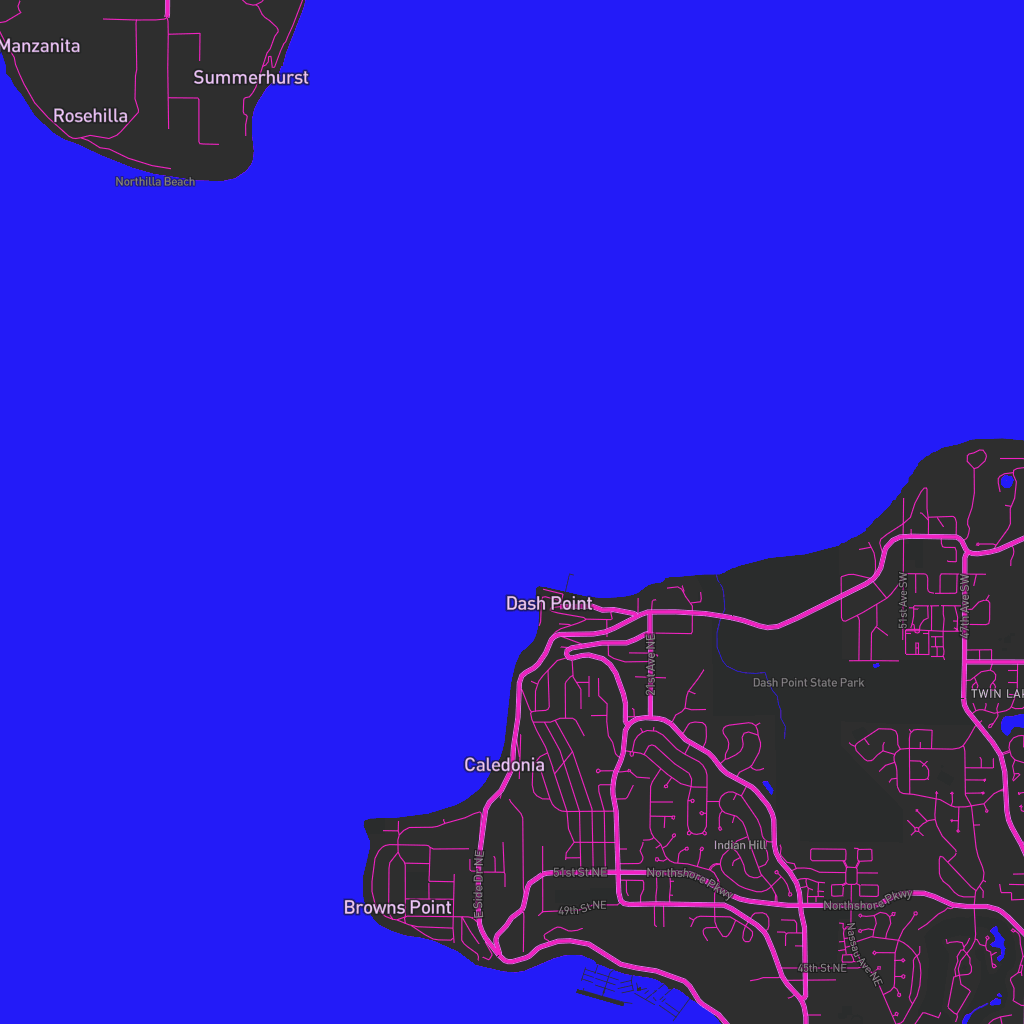 Manzanita
Summerhurst
Rosehilla
Northilla Beach
Dash Point
51st Ave SW
47th Ave SW
21st Ave NE
Dash Point State Park
TWIN LAK
Caledonia
Indian Hill
51st St NE
Northshore Pkwy
E Side Dr NE
Northshore Pkwy
Browns Point
49th St NE
Nassau Ave NE
45th St NE